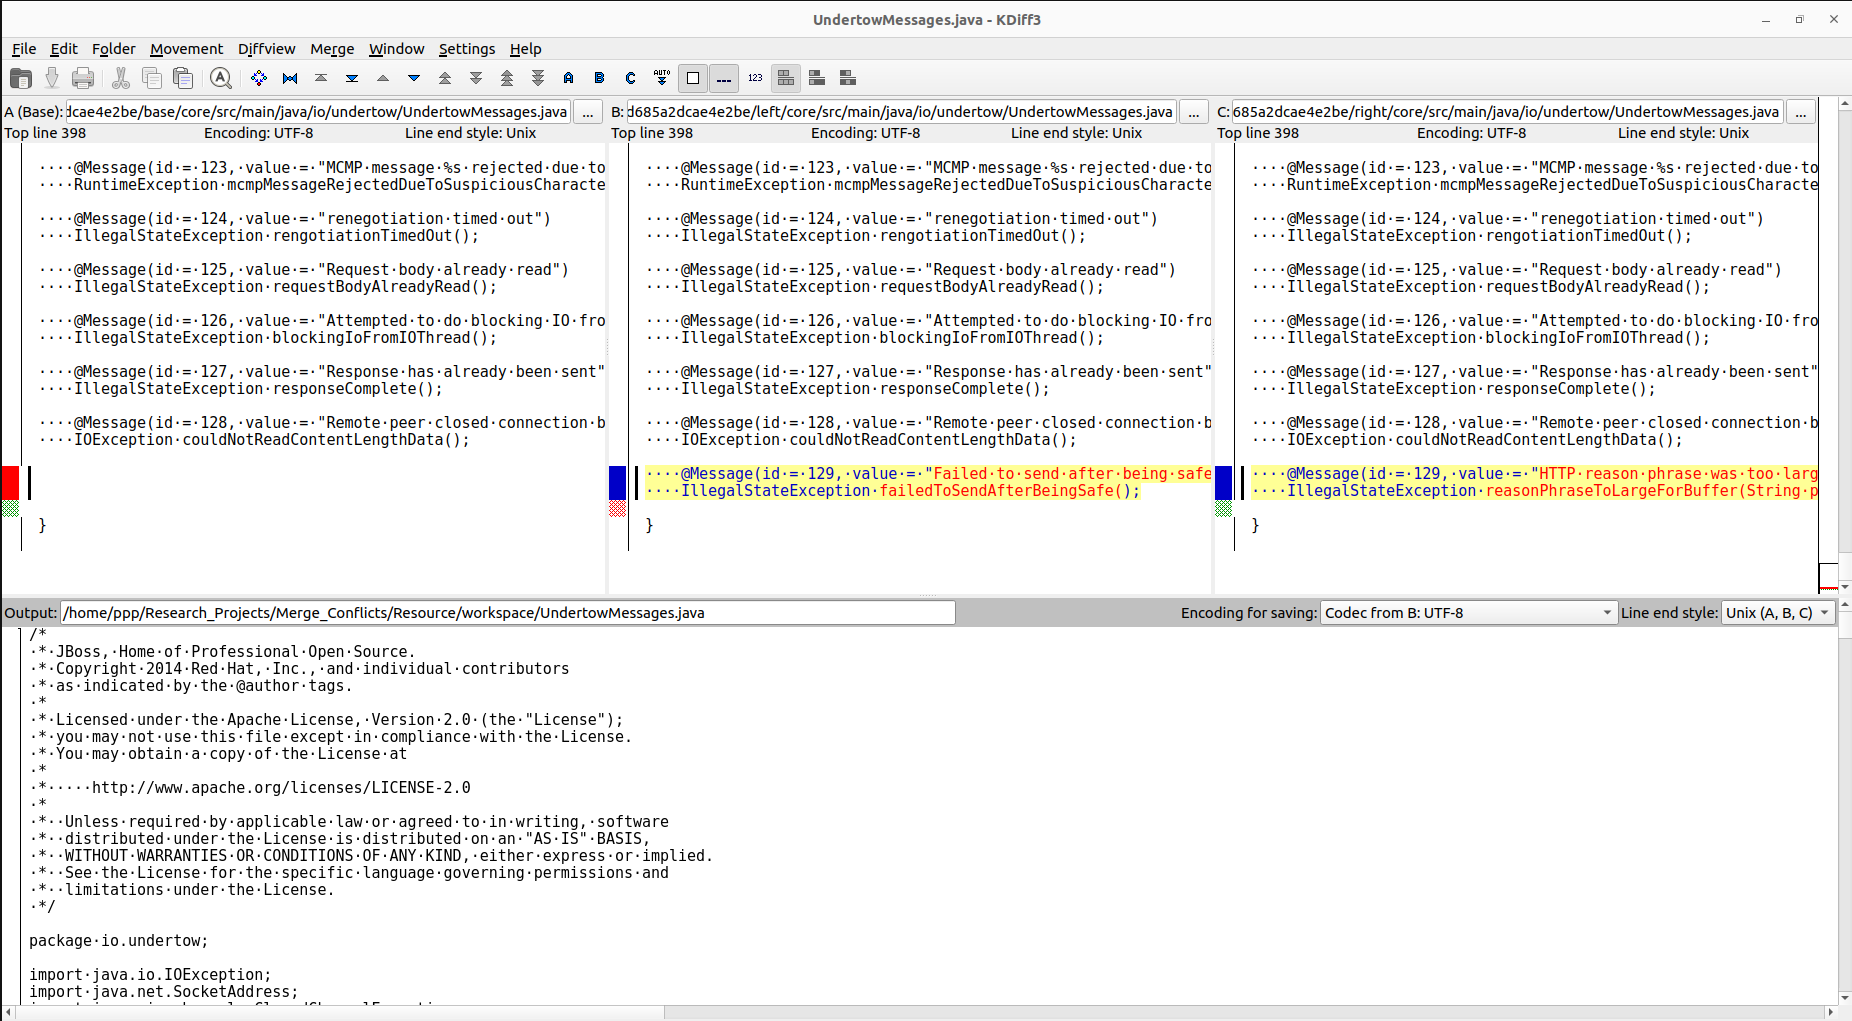 UndertowMessages.java - KDiff3
File Edit Folder Movement Diffview Merge Window Settings Help
A B C AUTO 123
A (Base): dcae4e2be/base/core/src/main/java/io/undertow/UndertowMessages.java ...
Top line 398 Encoding: UTF-8 Line end style: Unix
····@Message(id·=·123,·value·=·"MCMP·message·%s·rejected·due·to
····RuntimeException·mcmpMessageRejectedDueToSuspiciousCharacte
····@Message(id·=·124,·value·=·"renegotiation·timed·out")
····IllegalStateException·rengotiationTimedOut();
····@Message(id·=·125,·value·=·"Request·body·already·read")
····IllegalStateException·requestBodyAlreadyRead();
····@Message(id·=·126,·value·=·"Attempted·to·do·blocking·IO·fro
····IllegalStateException·blockingIoFromIOThread();
····@Message(id·=·127,·value·=·"Response·has·already·been·sent"
····IllegalStateException·responseComplete();
····@Message(id·=·128,·value·=·"Remote·peer·closed·connection·b
····IOException·couldNotReadContentLengthData();
}
B: d685a2dcae4e2be/left/core/src/main/java/io/undertow/UndertowMessages.java ...
Top line 398 Encoding: UTF-8 Line end style: Unix
····@Message(id·=·123,·value·=·"MCMP·message·%s·rejected·due·to
····RuntimeException·mcmpMessageRejectedDueToSuspiciousCharacte
····@Message(id·=·124,·value·=·"renegotiation·timed·out")
····IllegalStateException·rengotiationTimedOut();
····@Message(id·=·125,·value·=·"Request·body·already·read")
····IllegalStateException·requestBodyAlreadyRead();
····@Message(id·=·126,·value·=·"Attempted·to·do·blocking·IO·fro
····IllegalStateException·blockingIoFromIOThread();
····@Message(id·=·127,·value·=·"Response·has·already·been·sent"
····IllegalStateException·responseComplete();
····@Message(id·=·128,·value·=·"Remote·peer·closed·connection·b
····IOException·couldNotReadContentLengthData();
····@Message(id·=·129,·value·=·"Failed·to·send·after·being·safe
····IllegalStateException·failedToSendAfterBeingSafe();
}
C: 685a2dcae4e2be/right/core/src/main/java/io/undertow/UndertowMessages.java ...
Top line 398 Encoding: UTF-8 Line end style: Unix
····@Message(id·=·123,·value·=·"MCMP·message·%s·rejected·due·to
····RuntimeException·mcmpMessageRejectedDueToSuspiciousCharacte
····@Message(id·=·124,·value·=·"renegotiation·timed·out")
····IllegalStateException·rengotiationTimedOut();
····@Message(id·=·125,·value·=·"Request·body·already·read")
····IllegalStateException·requestBodyAlreadyRead();
····@Message(id·=·126,·value·=·"Attempted·to·do·blocking·IO·fro
····IllegalStateException·blockingIoFromIOThread();
····@Message(id·=·127,·value·=·"Response·has·already·been·sent"
····IllegalStateException·responseComplete();
····@Message(id·=·128,·value·=·"Remote·peer·closed·connection·b
····IOException·couldNotReadContentLengthData();
····@Message(id·=·129,·value·=·"HTTP·reason·phrase·was·too·larg
····IllegalStateException·reasonPhraseToLargeForBuffer(String·p
}
Output: /home/ppp/Research_Projects/Merge_Conflicts/Resource/workspace/UndertowMessages.java Encoding for saving: Codec from B: UTF-8 Line end style: Unix (A, B, C)
/*
·*·JBoss,·Home·of·Professional·Open·Source.
·*·Copyright·2014·Red·Hat,·Inc.,·and·individual·contributors
·*·as·indicated·by·the·@author·tags.
·*
·*·Licensed·under·the·Apache·License,·Version·2.0·(the·"License");
·*·you·may·not·use·this·file·except·in·compliance·with·the·License.
·*·You·may·obtain·a·copy·of·the·License·at
·*
·*·····http://www.apache.org/licenses/LICENSE-2.0
·*
·*··Unless·required·by·applicable·law·or·agreed·to·in·writing,·software
·*··distributed·under·the·License·is·distributed·on·an·"AS·IS"·BASIS,
·*··WITHOUT·WARRANTIES·OR·CONDITIONS·OF·ANY·KIND,·either·express·or·implied.
·*··See·the·License·for·the·specific·language·governing·permissions·and
·*··limitations·under·the·License.
·*/
package·io.undertow;
import·java.io.IOException;
import·java.net.SocketAddress;